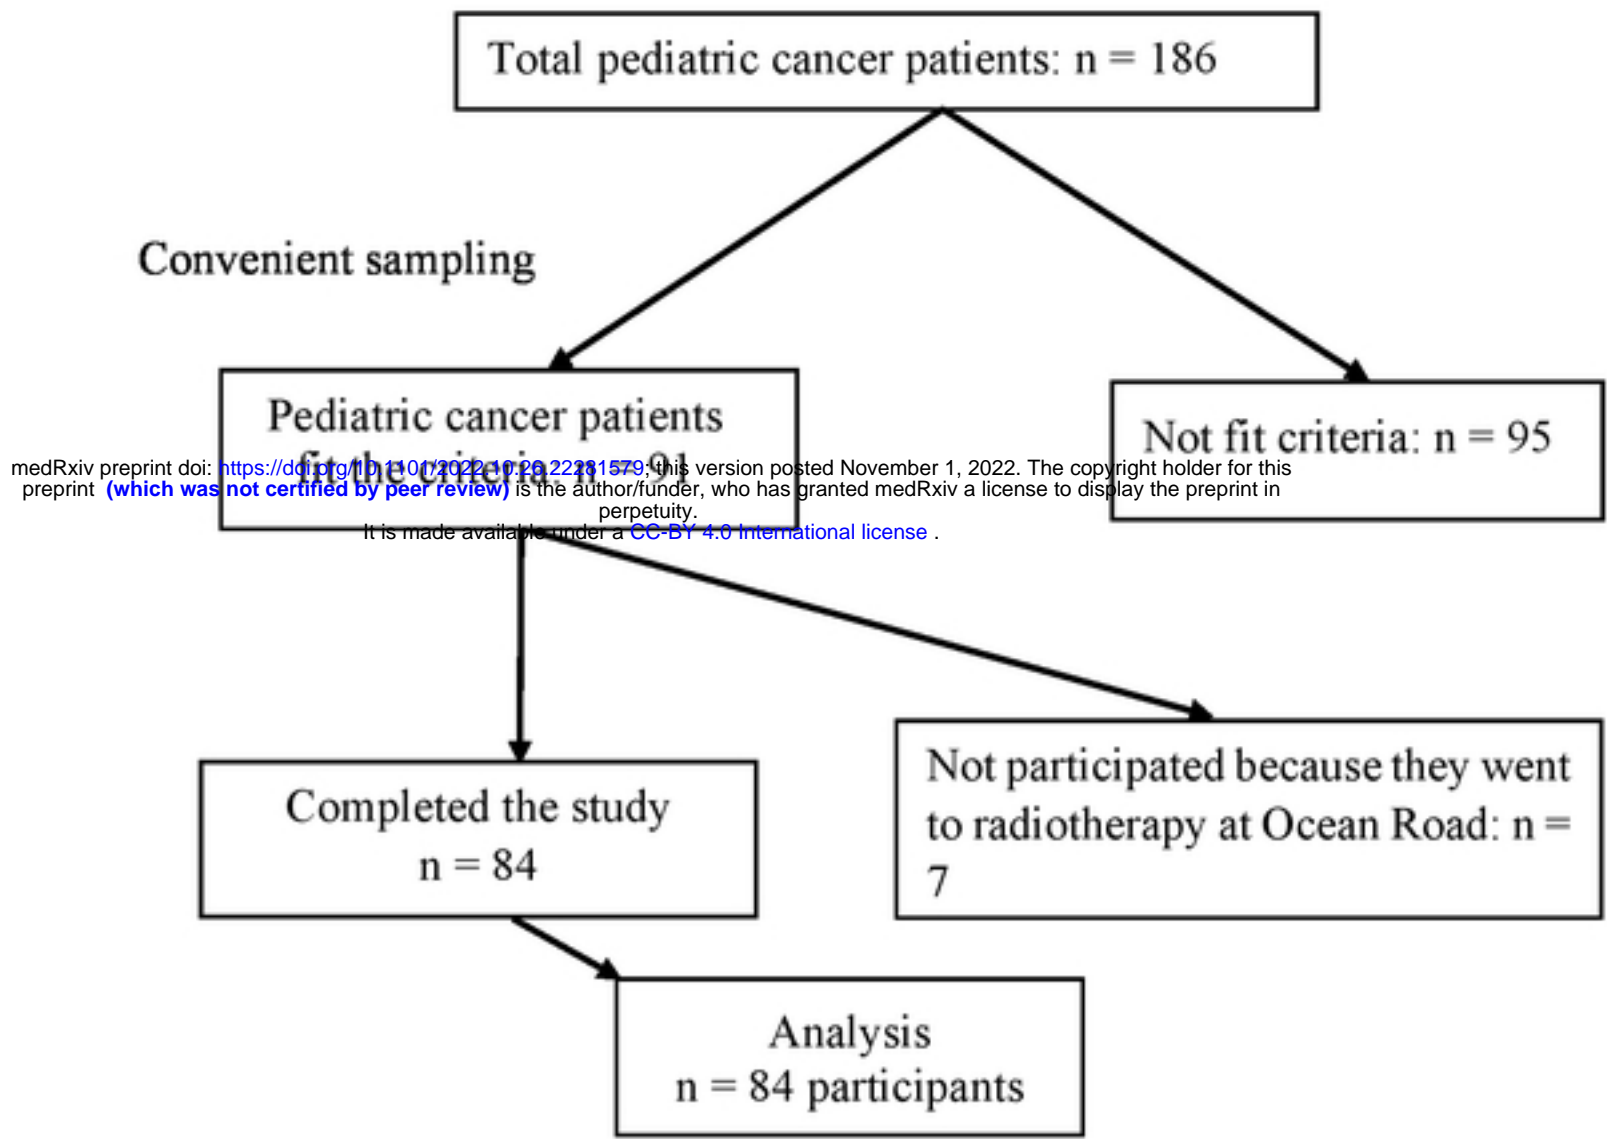 Total pediatric cancer patients: n = 186
Convenient sampling
Pediatric cancer patients
fit the criteria: n = 91
Not fit criteria: n = 95
medRxiv preprint doi: https://doi.org/10.1101/2022.10.26.22281579; this version posted November 1, 2022. The copyright holder for this
preprint (which was not certified by peer review) is the author/funder, who has granted medRxiv a license to display the preprint in
perpetuity.
It is made available under a CC-BY 4.0 International license .
Completed the study
n = 84
Not participated because they went
to radiotherapy at Ocean Road: n =
7
Analysis
n = 84 participants